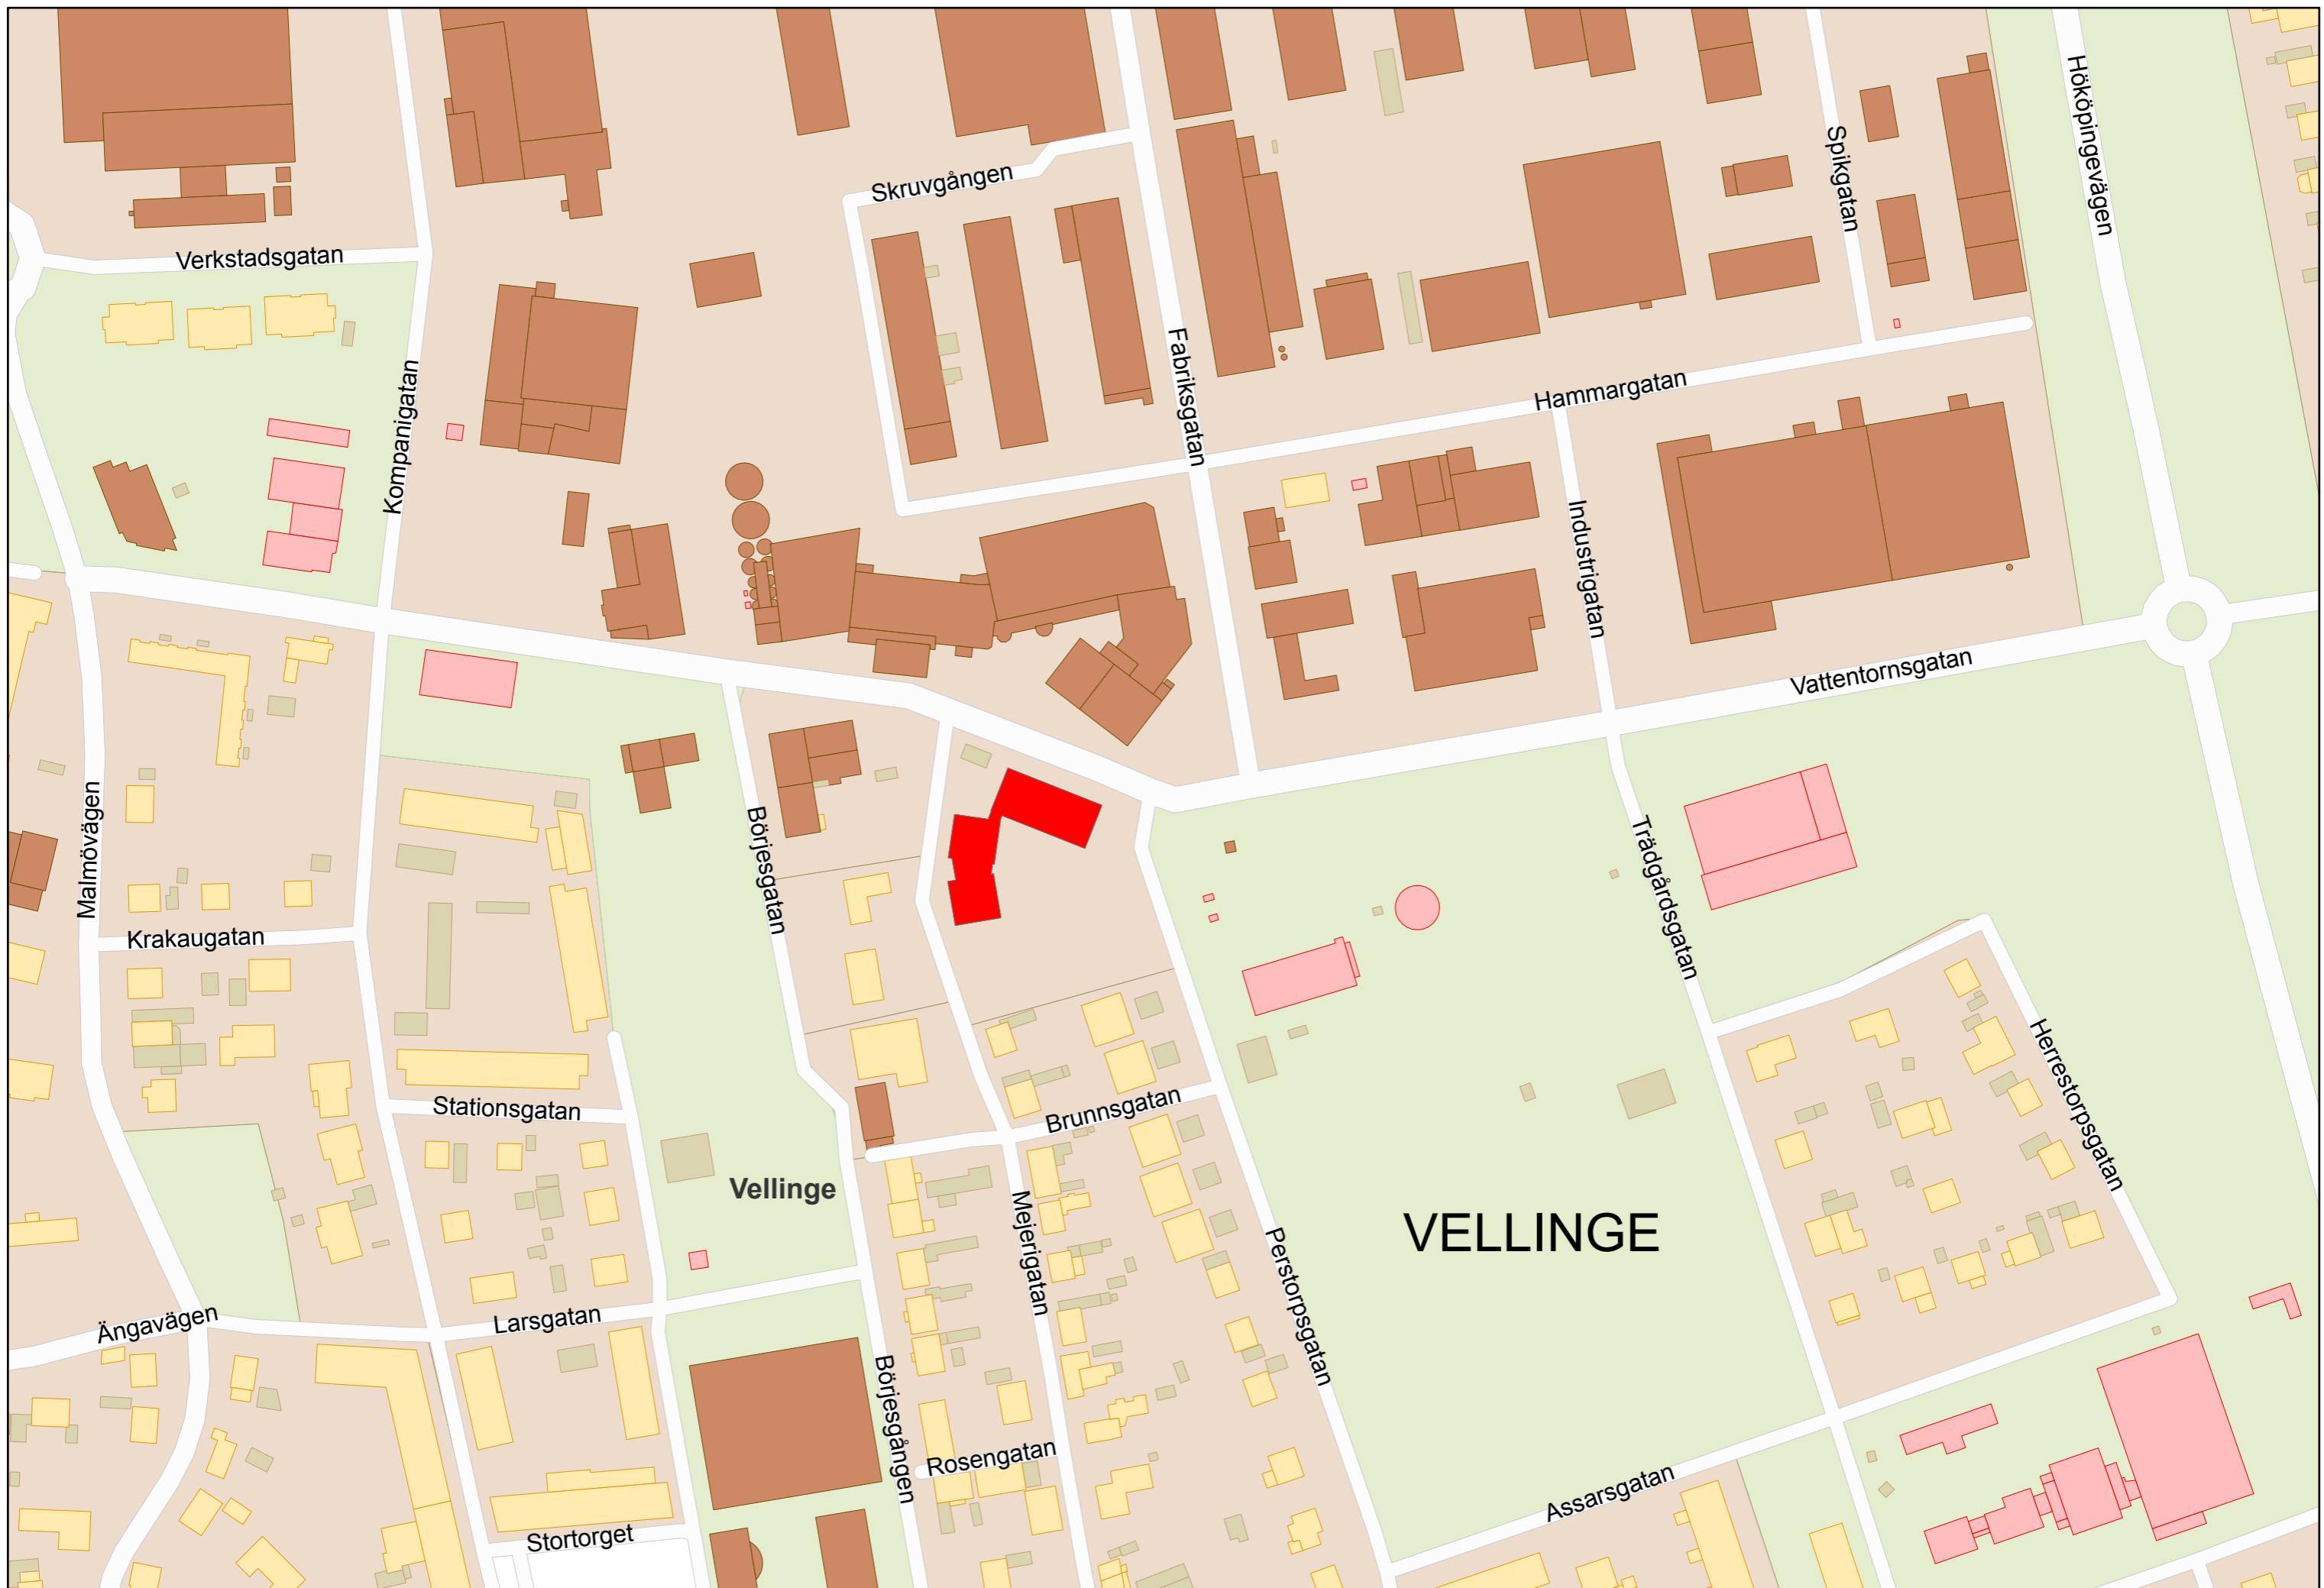 Hököpingevägen
Spikgatan
Skruvgången
Verkstadsgatan
Fabriksgatan
Kompanigatan
Hammargatan
Industrigatan
Vattentornsgatan
Malmövägen
Börjesgatan
Trädgårdsgatan
Krakaugatan
Herrestorpsgatan
Stationsgatan
Brunnsgatan
Vellinge
Mejerigatan
VELLINGE
Perstorpsgatan
Ängavägen
Larsgatan
Börjesgången
Rosengatan
Assarsgatan
Stortorget